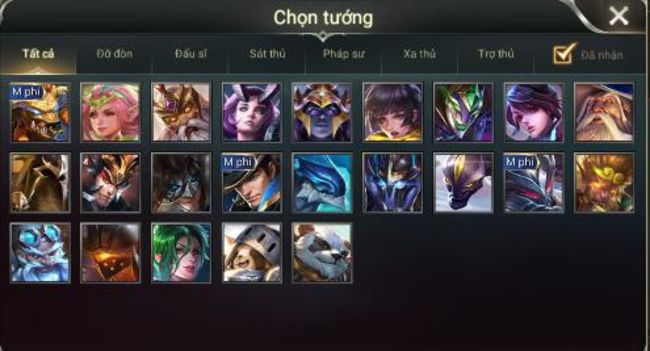 Chọn tướng
Tất cả Đỡ đòn Đấu sĩ Sát thủ Pháp sư Xạ thủ Trợ thủ Đã nhận
M phí
M phí M phí